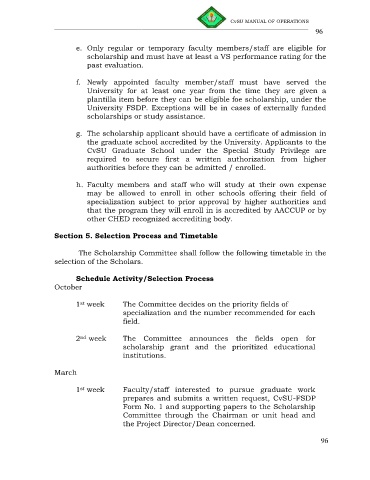 CvSU MANUAL OF OPERATIONS
96
e. Only regular or temporary faculty members/staff are eligible for
scholarship and must have at least a VS performance rating for the
past evaluation.
f. Newly appointed faculty member/staff must have served the
University for at least one year from the time they are given a
plantilla item before they can be eligible foe scholarship, under the
University FSDP. Exceptions will be in cases of externally funded
scholarships or study assistance.
g. The scholarship applicant should have a certificate of admission in
the graduate school accredited by the University. Applicants to the
CvSU Graduate School under the Special Study Privilege are
required to secure first a written authorization from higher
authorities before they can be admitted / enrolled.
h. Faculty members and staff who will study at their own expense
may be allowed to enroll in other schools offering their field of
specialization subject to prior approval by higher authorities and
that the program they will enroll in is accredited by AACCUP or by
other CHED recognized accrediting body.
Section 5. Selection Process and Timetable
The Scholarship Committee shall follow the following timetable in the
selection of the Scholars.
Schedule Activity/Selection Process
October
1st week The Committee decides on the priority fields of
specialization and the number recommended for each
field.
2nd week The Committee announces the fields open for
scholarship grant and the prioritized educational
institutions.
March
1st week Faculty/staff interested to pursue graduate work
prepares and submits a written request, CvSU-FSDP
Form No. 1 and supporting papers to the Scholarship
Committee through the Chairman or unit head and
the Project Director/Dean concerned.
96